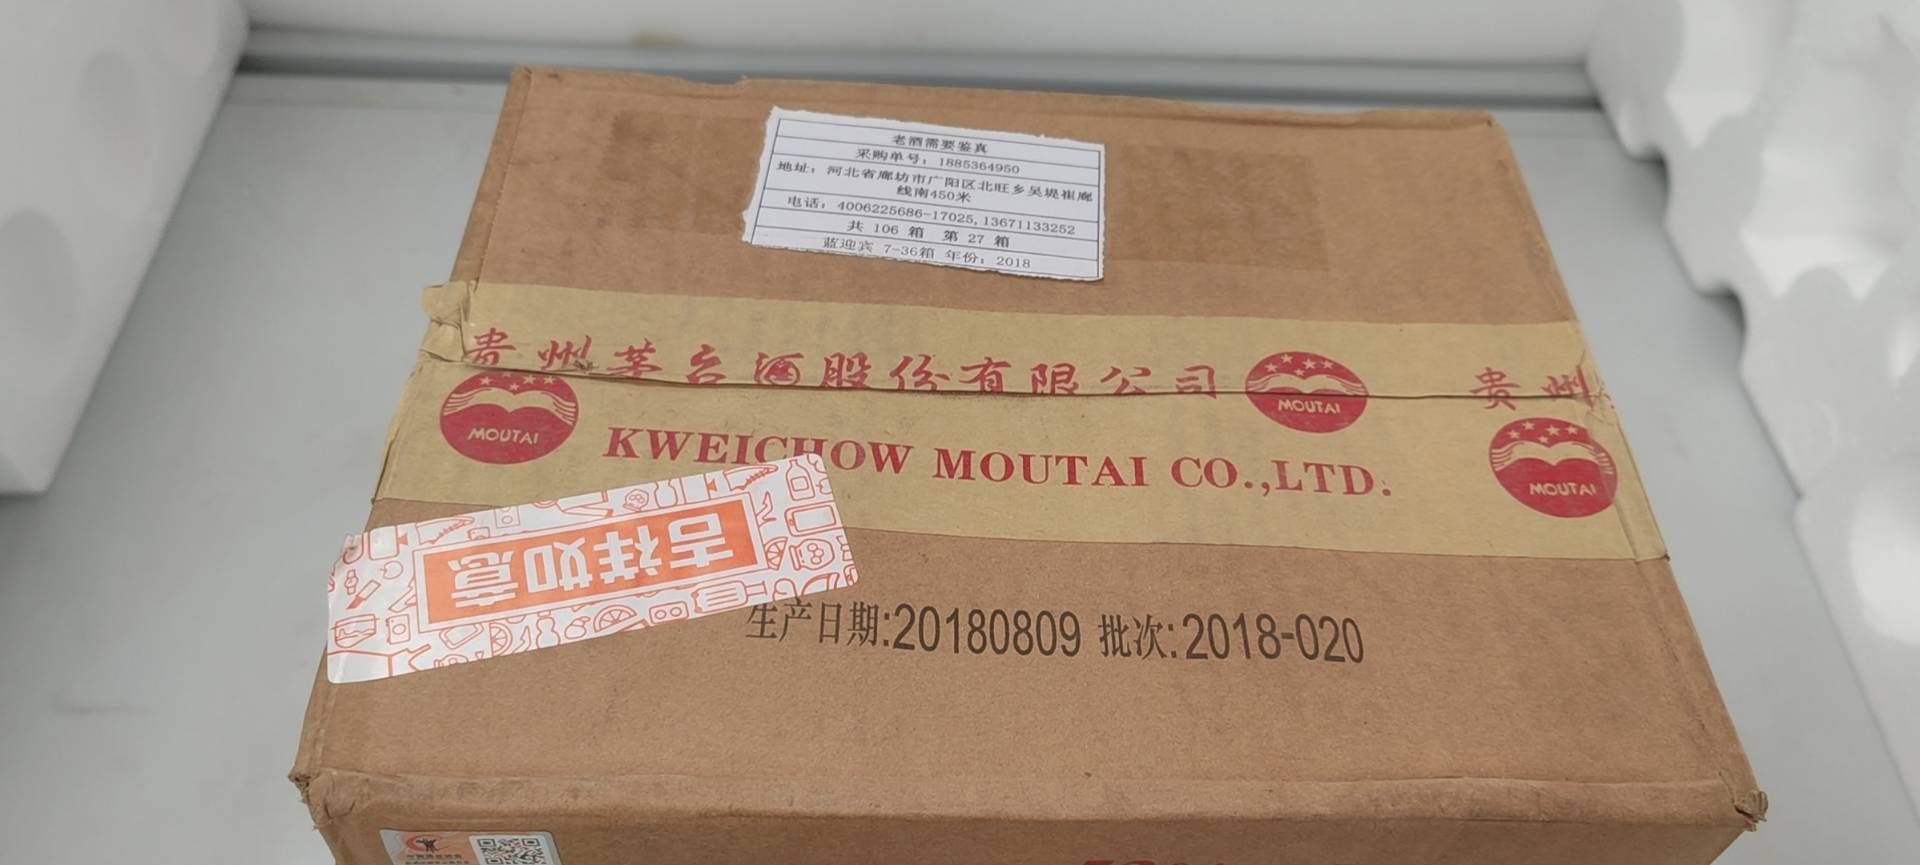 老酒需要鉴真
采购单号：1885364950
地址：河北省廊坊市广阳区北旺乡吴堤崔廊
线南450米
电话：4006225686-17025,13671133252
共 106 箱 第 27 箱
蓝迎宾 7-36箱 年份：2018
贵州茅台酒股份有限公司
MOUTAI
贵州
MOUTAI
KWEICHOW MOUTAI CO.,LTD.
MOUTAI
吉祥如意
生产日期:20180809 批次:2018-020